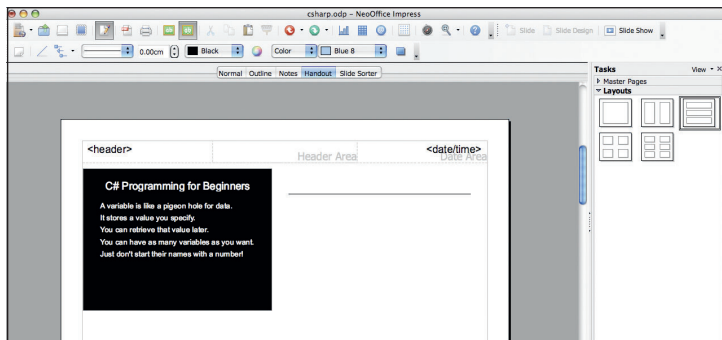 csharp.odp - NeoOffice Impress
Slide Slide Design Slide Show
0.00cm Black Color Blue 8
Normal Outline Notes Handout Slide Sorter
Tasks View
Master Pages
Layouts
<header> Header Area <date/time> Date Area
C# Programming for Beginners
A variable is like a pigeon hole for data.
It stores a value you specify.
You can retrieve that value later.
You can have as many variables as you want.
Just don't start their names with a number!